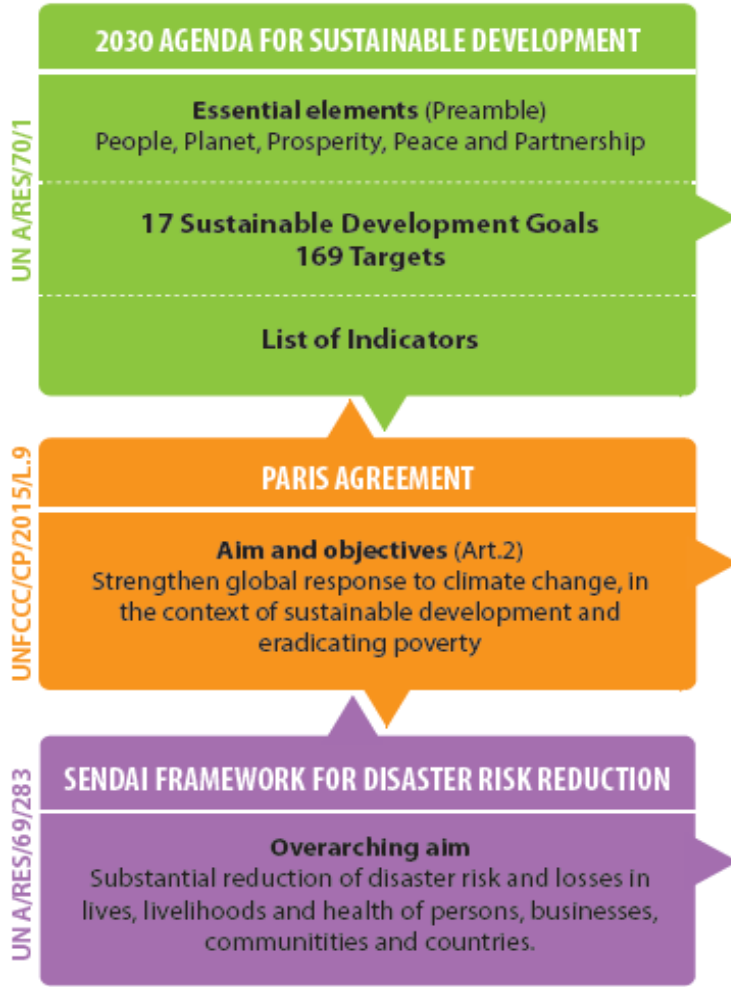 UN A/RES/70/1
2030 AGENDA FOR SUSTAINABLE DEVELOPMENT
Essential elements (Preamble)
People, Planet, Prosperity, Peace and Partnership
17 Sustainable Development Goals
169 Targets
List of Indicators
UNFCCC/CP/2015/L.9
PARIS AGREEMENT
Aim and objectives (Art.2)
Strengthen global response to climate change, in
the context of sustainable development and
eradicating poverty
UN A/RES/69/283
SENDAI FRAMEWORK FOR DISASTER RISK REDUCTION
Overarching aim
Substantial reduction of disaster risk and losses in
lives, livelihoods and health of persons, businesses,
communitities and countries.